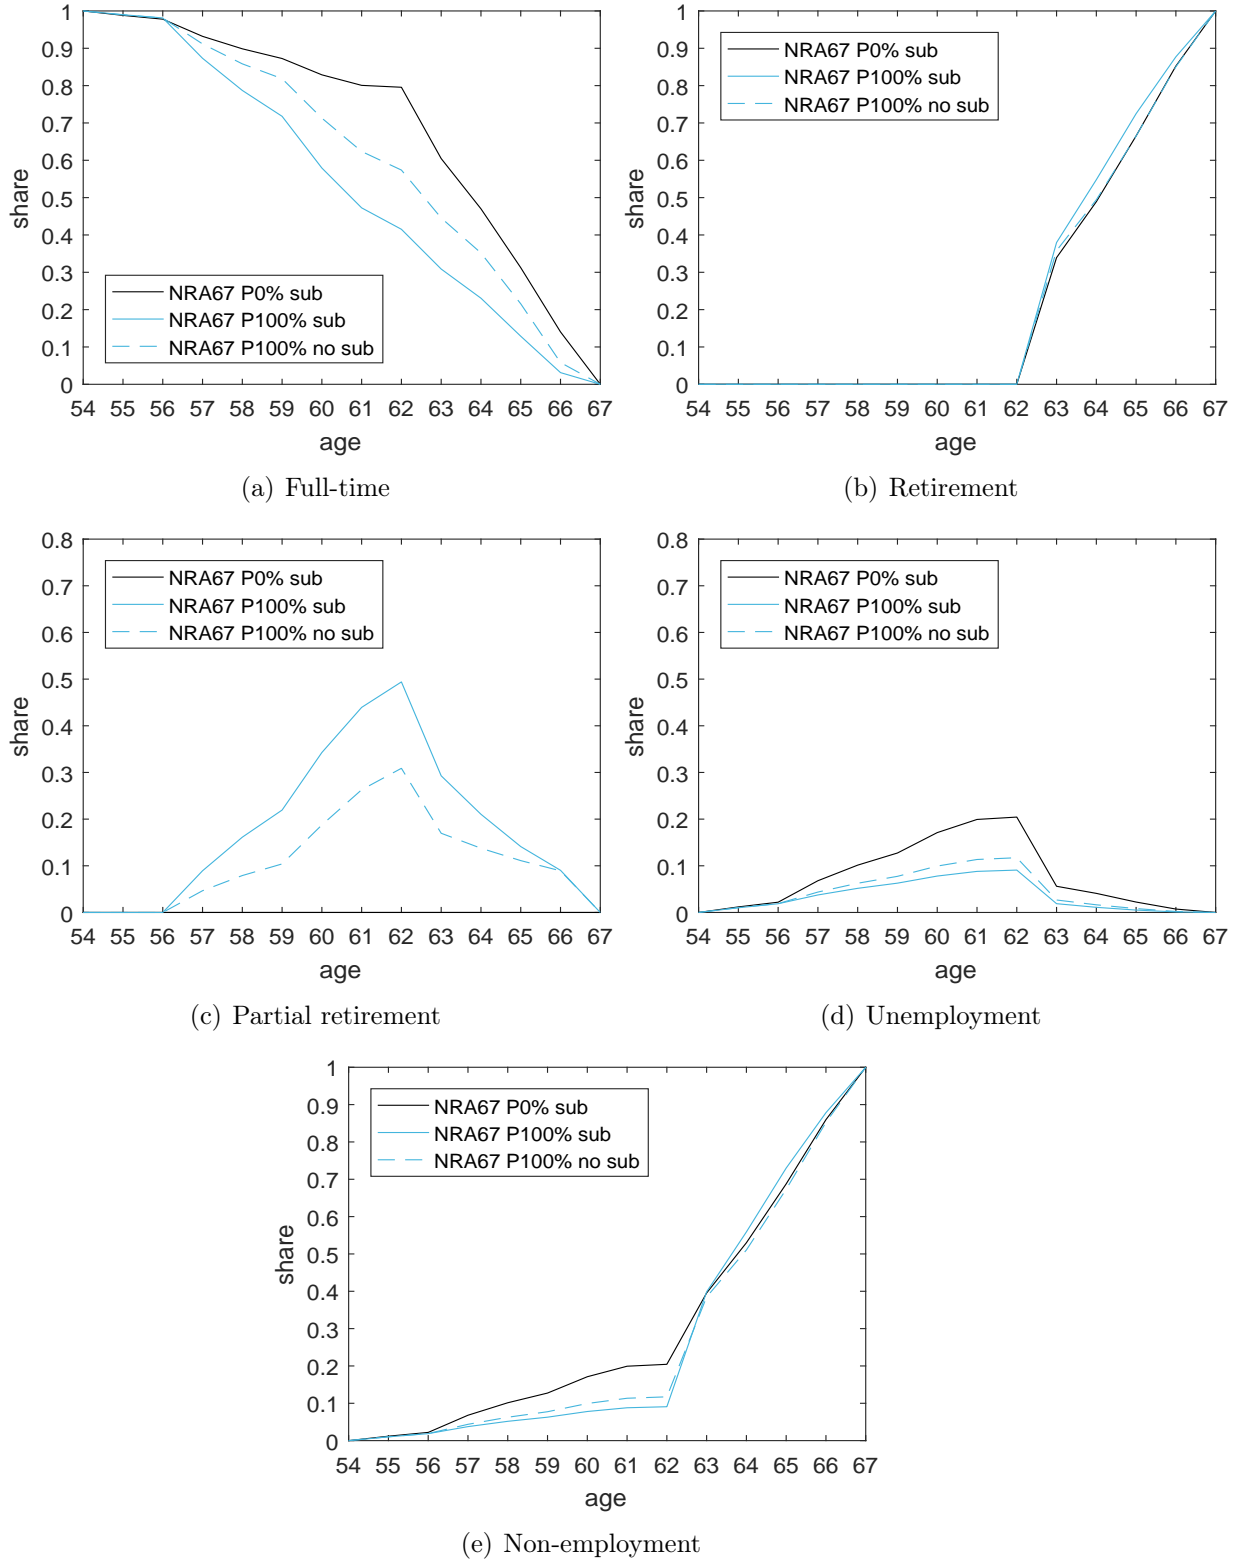 1
0.9
0.8
0.7
0.6
0.5
0.4
0.3
0.2
0.1
0
share
NRA67 P0% sub
NRA67 P100% sub
NRA67 P100% no sub
54 55 56 57 58 59 60 61 62 63 64 65 66 67
age
(a) Full-time
1
0.9
0.8
0.7
0.6
0.5
0.4
0.3
0.2
0.1
0
share
NRA67 P0% sub
NRA67 P100% sub
NRA67 P100% no sub
54 55 56 57 58 59 60 61 62 63 64 65 66 67
age
(b) Retirement
0.8
0.7
0.6
0.5
0.4
0.3
0.2
0.1
0
share
NRA67 P0% sub
NRA67 P100% sub
NRA67 P100% no sub
54 55 56 57 58 59 60 61 62 63 64 65 66 67
age
(c) Partial retirement
0.8
0.7
0.6
0.5
0.4
0.3
0.2
0.1
0
share
NRA67 P0% sub
NRA67 P100% sub
NRA67 P100% no sub
54 55 56 57 58 59 60 61 62 63 64 65 66 67
age
(d) Unemployment
1
0.9
0.8
0.7
0.6
0.5
0.4
0.3
0.2
0.1
0
share
NRA67 P0% sub
NRA67 P100% sub
NRA67 P100% no sub
54 55 56 57 58 59 60 61 62 63 64 65 66 67
age
(e) Non-employment